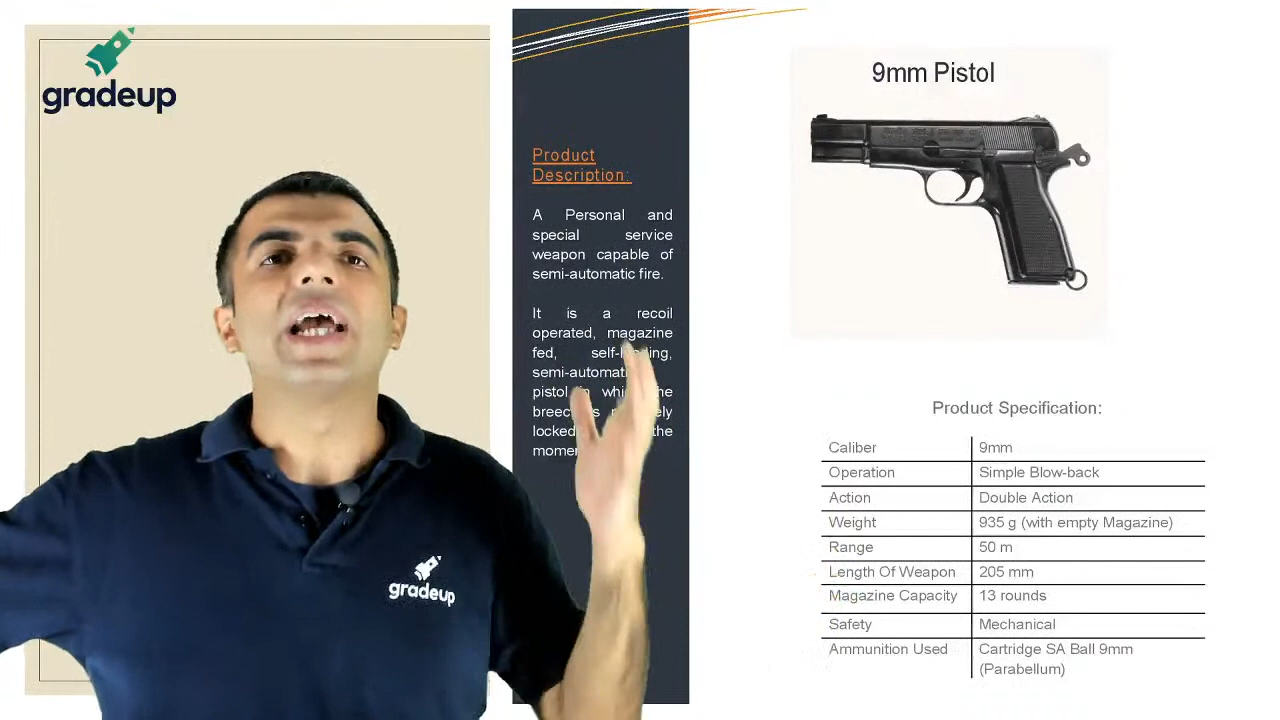 gradeup
Product
Description:
A Personal and
special service
weapon capable of
semi-automatic fire.
It is a recoil
operated, magazine
fed,
pistol
locked the
9mm Pistol
Product Specification:
Caliber 9mm
Operation Simple Blow-back
Action Double Action
Weight 935 g (with empty Magazine)
Range 50 m
Length Of Weapon 205 mm
Magazine Capacity 13 rounds
Safety Mechanical
Ammunition Used Cartridge SA Ball 9mm
(Parabellum)
gradeup